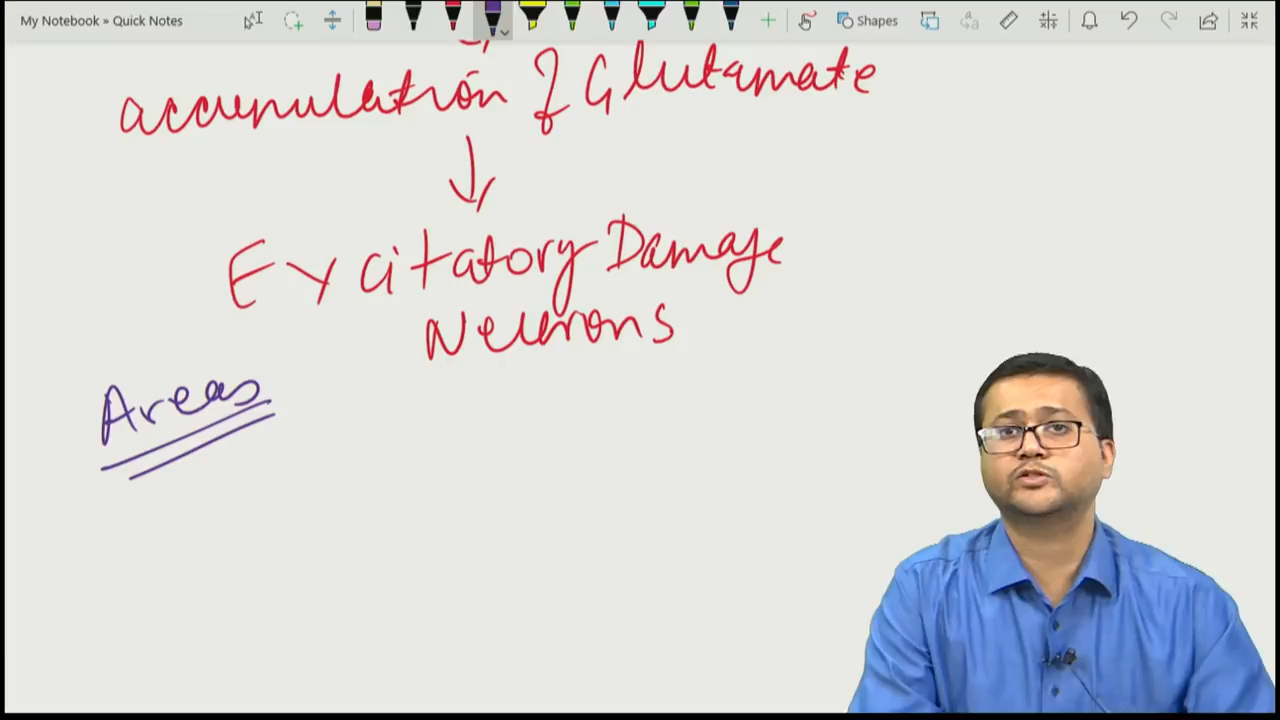 My Notebook » Quick Notes
Shapes
accumulation of Glutamate
↓
Excitatory Damage
Neurons
Areas